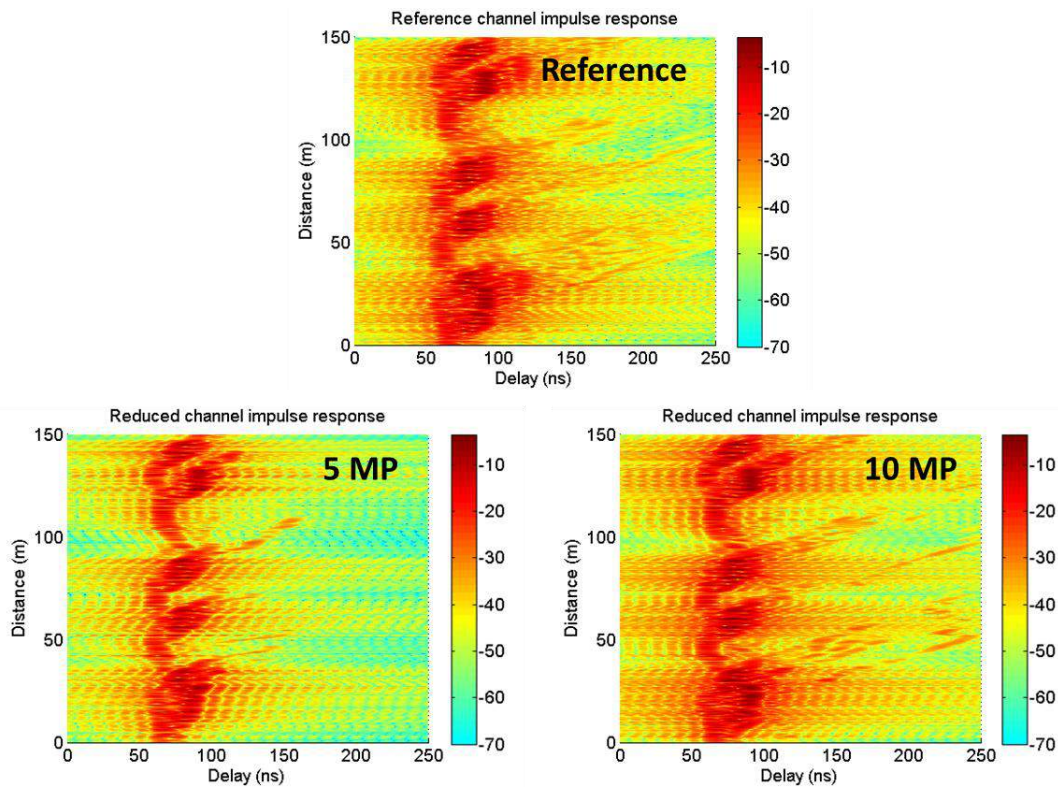 Reference channel impulse response
Reference
Distance (m)
150
100
50
0
0 50 100 150 200 250
Delay (ns)
-10
-20
-30
-40
-50
-60
-70
Reduced channel impulse response
5 MP
Distance (m)
150
100
50
0
0 50 100 150 200 250
Delay (ns)
-10
-20
-30
-40
-50
-60
-70
Reduced channel impulse response
10 MP
Distance (m)
150
100
50
0
0 50 100 150 200 250
Delay (ns)
-10
-20
-30
-40
-50
-60
-70